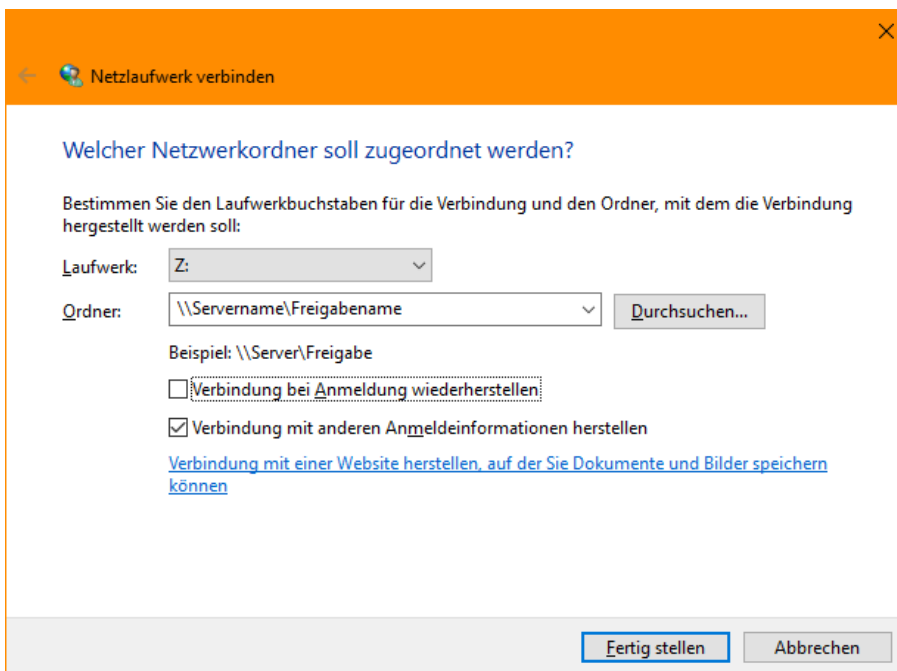 Netzlaufwerk verbinden
Welcher Netzwerkordner soll zugeordnet werden?
Bestimmen Sie den Laufwerkbuchstaben für die Verbindung und den Ordner, mit dem die Verbindung
hergestellt werden soll:
Laufwerk: Z:
Ordner: \\Servername\Freigabename Durchsuchen...
Beispiel: \\Server\Freigabe
Verbindung bei Anmeldung wiederherstellen
Verbindung mit anderen Anmeldeinformationen herstellen
Verbindung mit einer Website herstellen, auf der Sie Dokumente und Bilder speichern
können
Fertig stellen Abbrechen